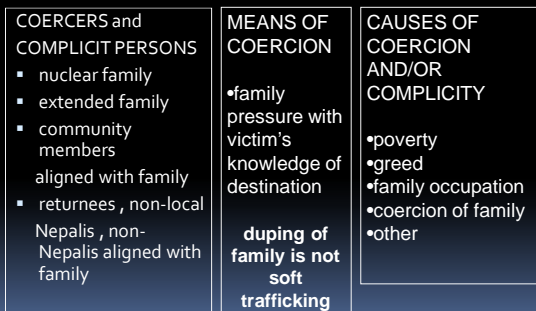 COERCERS and
COMPLICIT PERSONS
▪ nuclear family
▪ extended family
▪ community
members
aligned with family
▪ returnees , non-local
Nepalis , non-
Nepalis aligned with
family
MEANS OF
COERCION
•family
pressure with
victim's
knowledge of
destination
duping of
family is not
soft
trafficking
CAUSES OF
COERCION
AND/OR
COMPLICITY
•poverty
•greed
•family occupation
•coercion of family
•other